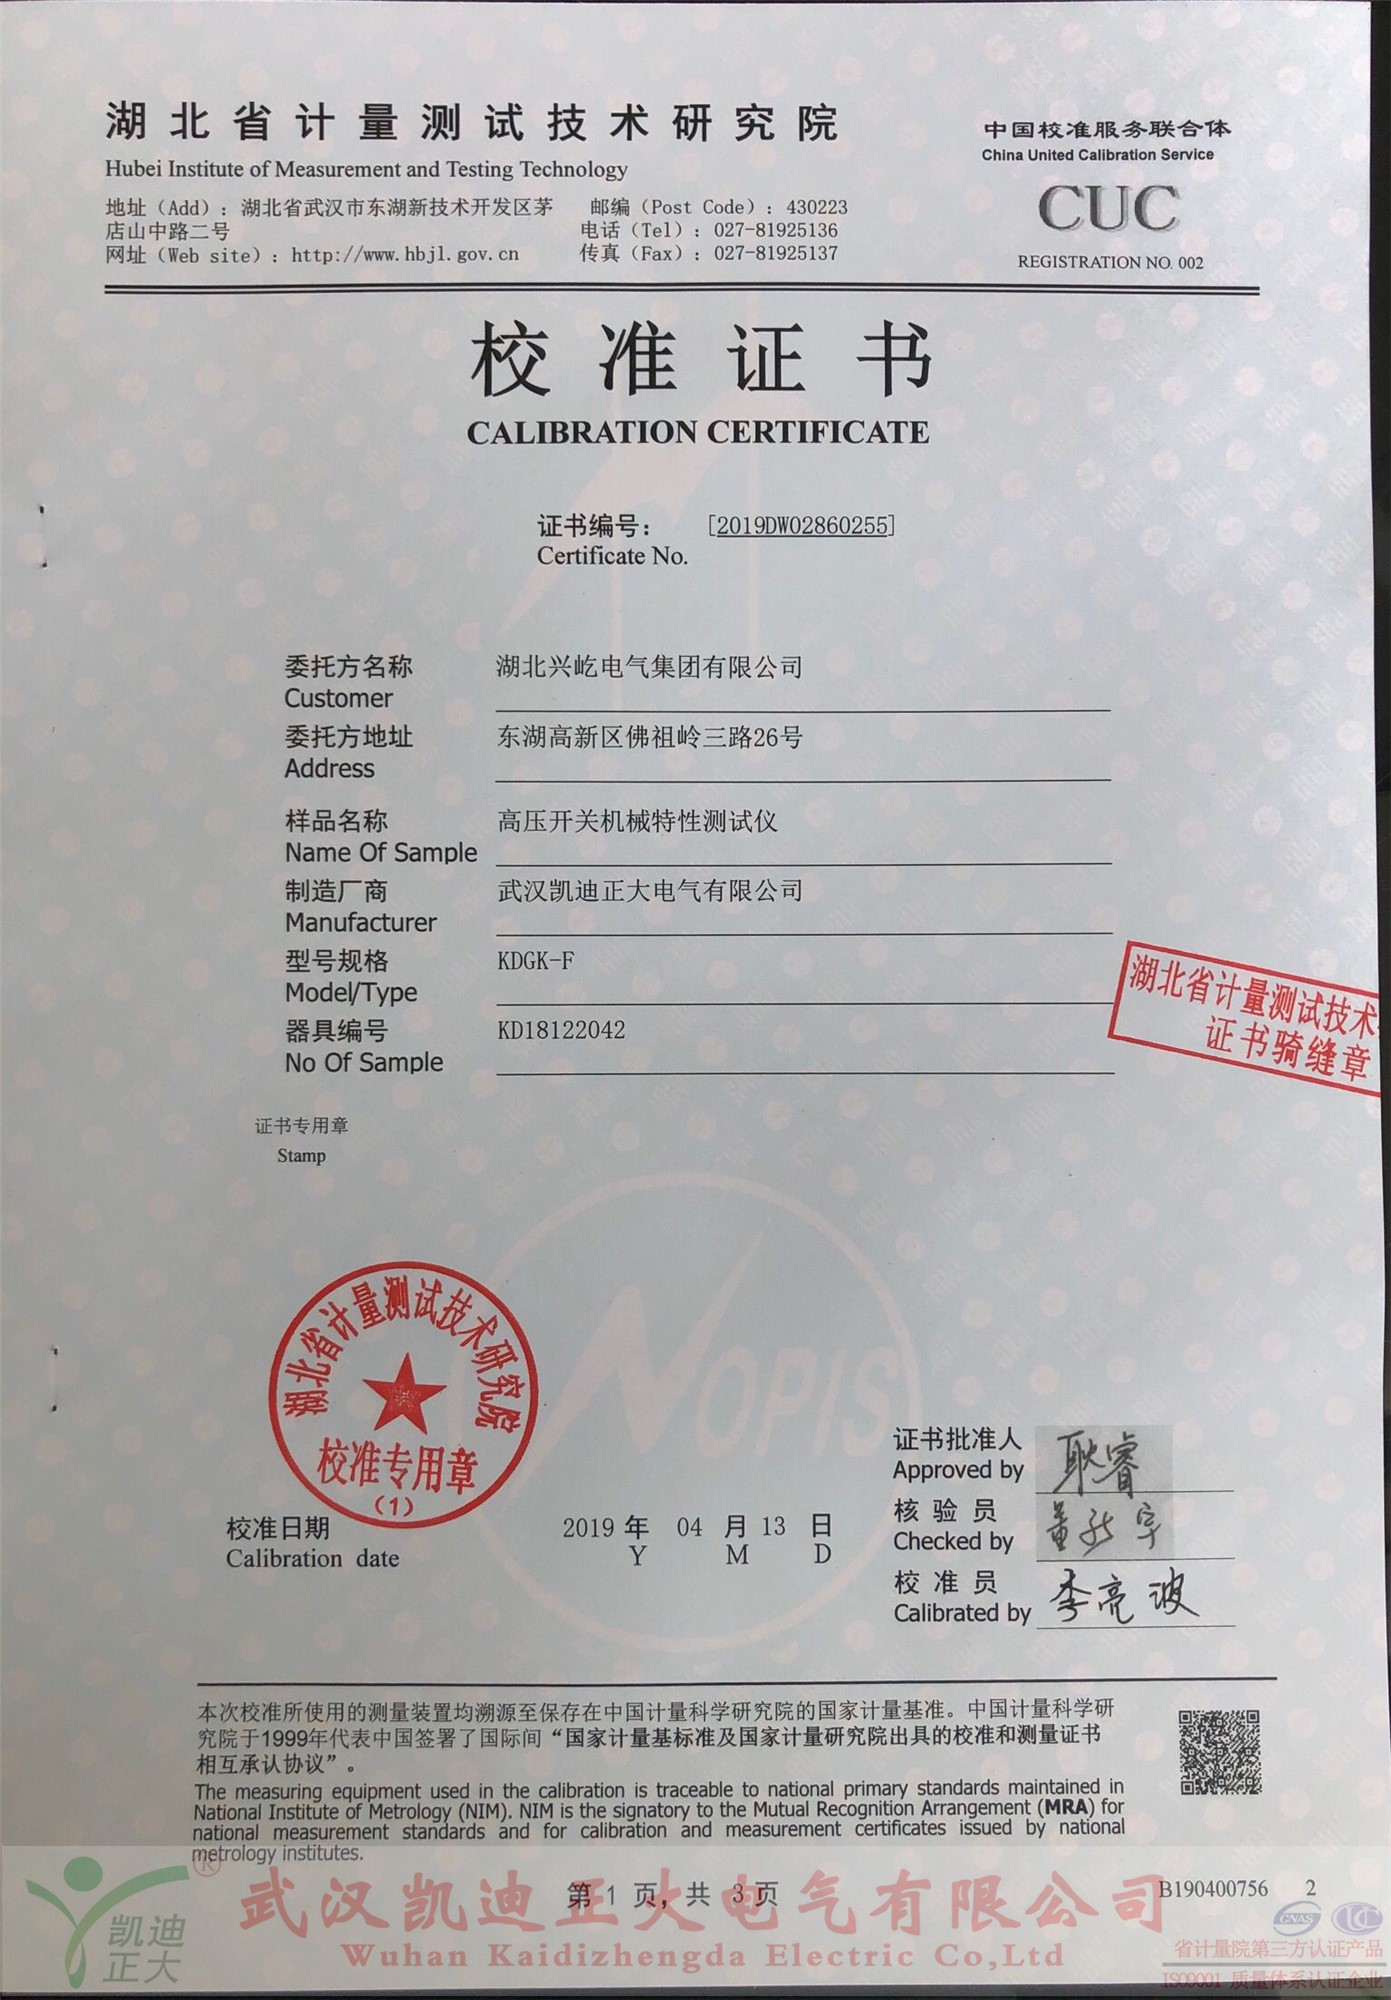 湖北省计量测试技术研究院
Hubei Institute of Measurement and Testing Technology
地址（Add）：湖北省武汉市东湖新技术开发区茅
店山中路二号
网址（Web site）：http://www.hbjl.gov.cn
邮编（Post Code）：430223
电话（Tel）：027-81925136
传真（Fax）：027-81925137
中国校准服务联合体
China United Calibration Service
CUC
REGISTRATION NO. 002
校准证书
CALIBRATION CERTIFICATE
证书编号： [2019DW02860255]
Certificate No.
委托方名称 湖北兴屹电气集团有限公司
Customer
委托方地址 东湖高新区佛祖岭三路26号
Address
样品名称 高压开关机械特性测试仪
Name Of Sample
制造厂商 武汉凯迪正大电气有限公司
Manufacturer
型号规格 KDGK-F
Model/Type
器具编号 KD18122042
No Of Sample
湖北省计量测试技术
证书骑缝章
证书专用章
Stamp
NOPIS
湖北省计量测试技术研究院
校准专用章
(1)
校准日期 2019 年 04 月 13 日
Calibration date Y M D
证书批准人 耿睿
Approved by
核验员 董
Checked by
校准员 李亮波
Calibrated by
本次校准所使用的测量装置均溯源至保存在中国计量科学研究院的国家计量基准。中国计量科学研
究院于1999年代表中国签署了国际间“国家计量基标准及国家计量研究院出具的校准和测量证书
相互承认协议”。
The measuring equipment used in the calibration is traceable to national primary standards maintained in
National Institute of Metrology (NIM). NIM is the signatory to the Mutual Recognition Arrangement (MRA) for
national measurement standards and for calibration and measurement certificates issued by national
metrology institutes.
第 1 页，共 3 页
B190400756 2
®
凯迪
正大
武汉凯迪正大电气有限公司
Wuhan Kaidizhengda Electric Co,Ltd
CNAS
省计量院第三方认证产品
ISO9001 质量体系认证企业